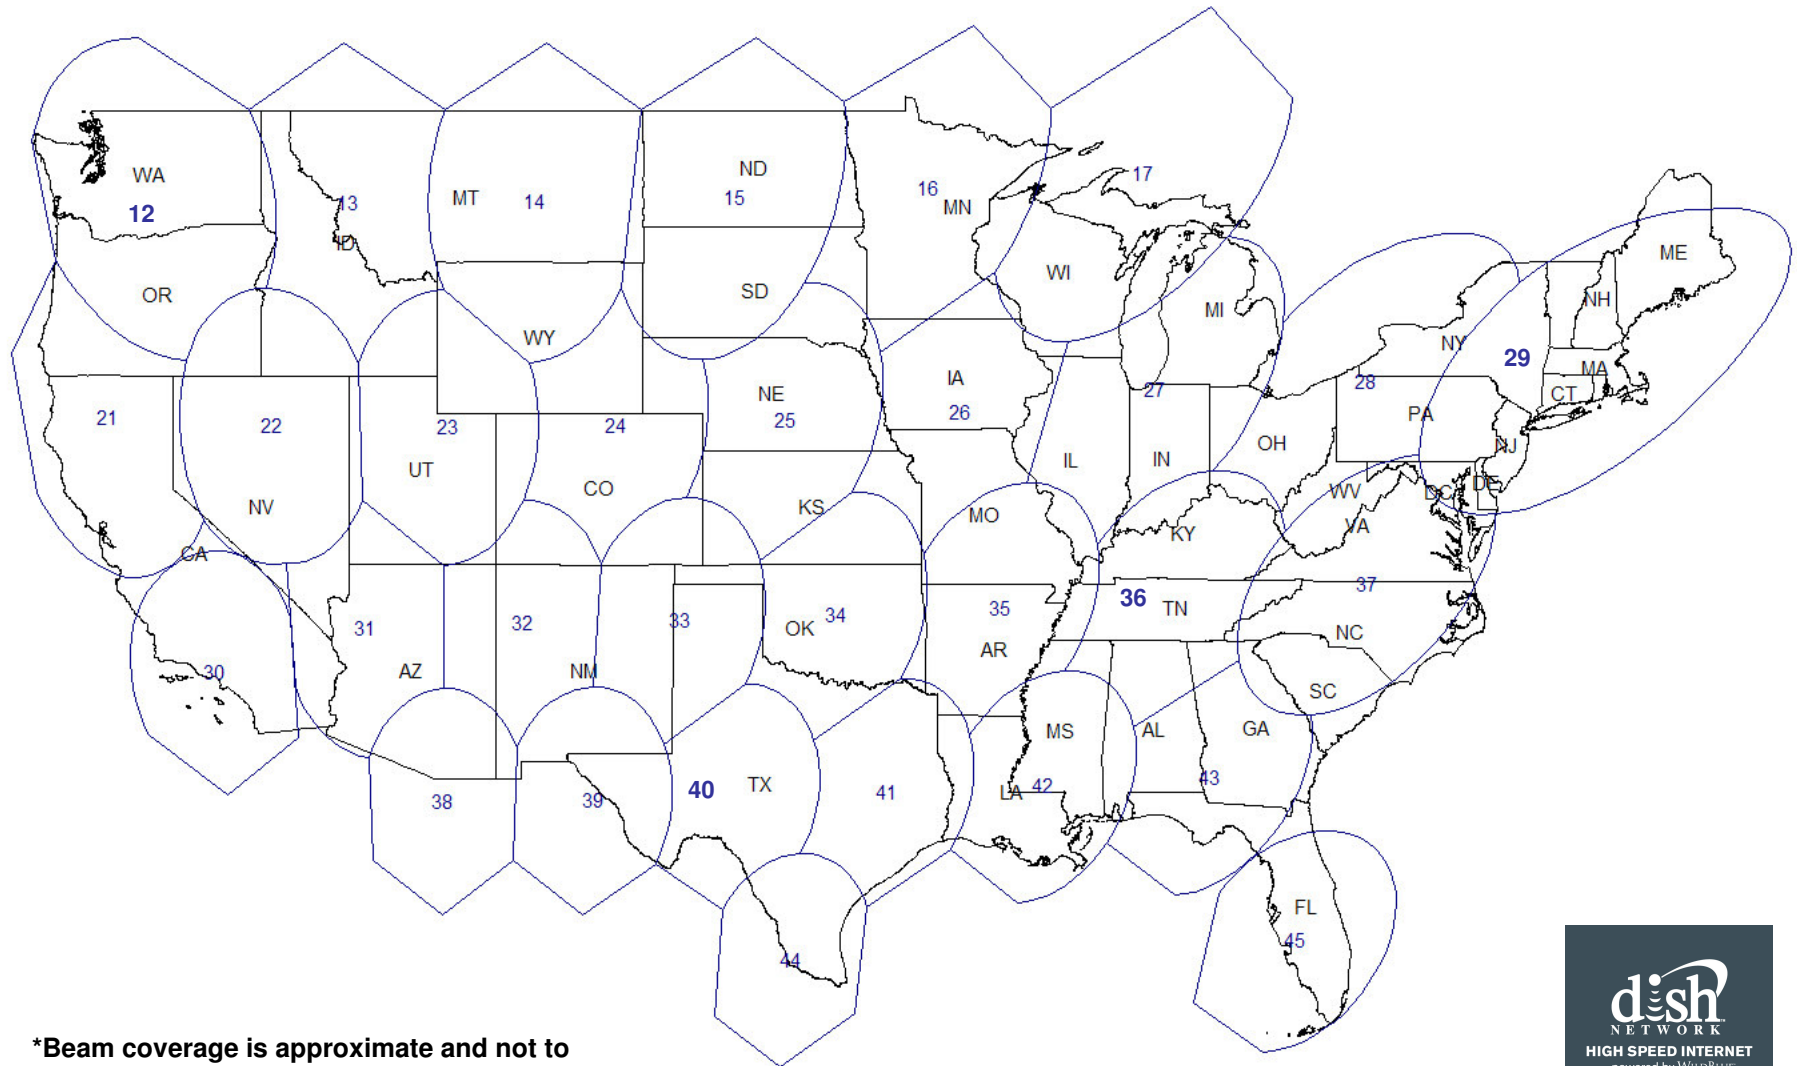 WA
12
OR
13
ID
MT
14
ND
15
SD
16
MN
17
WI
MI
ME
NH
NY
29
MA
CT
28
PA
NJ
27
WY
IA
26
NE
25
24
23
22
21
UT
CO
NV
KS
MO
IL
IN
OH
WV
DC
DE
VA
KY
CA
37
36
TN
35
34
OK
33
32
31
AR
NC
30
AZ
NM
SC
MS
AL
GA
38
39
40
TX
41
LA
42
43
FL
45
44
*Beam coverage is approximate and not to
dish
NETWORK
HIGH SPEED INTERNET
powered by WILDBLUE